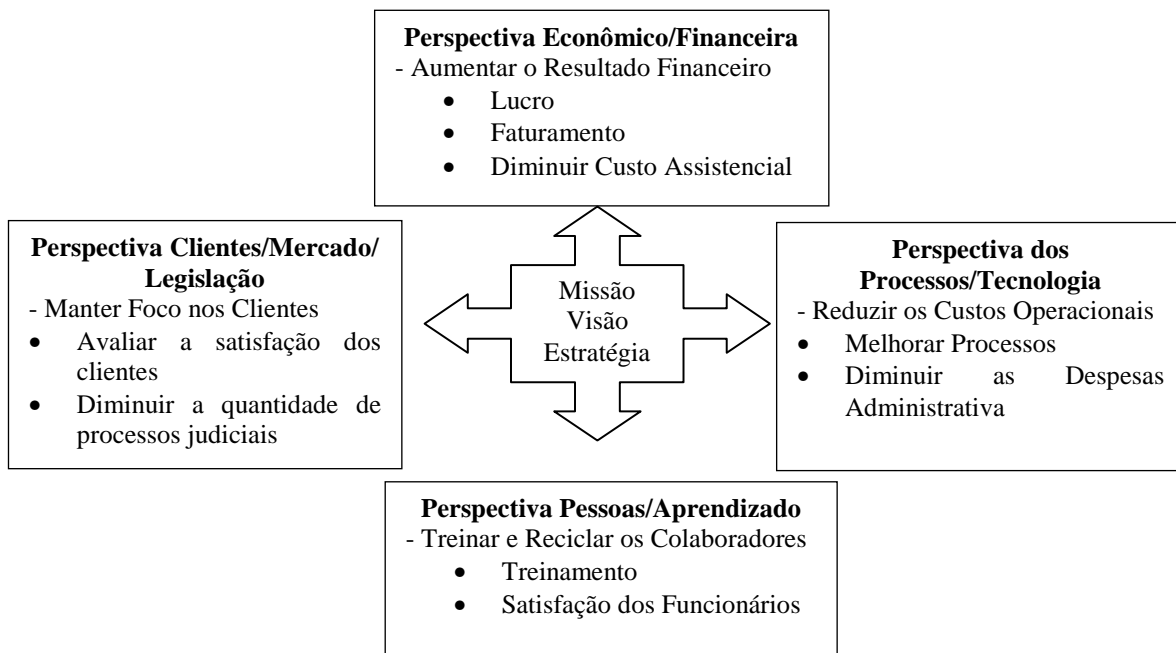 Perspectiva Econômico/Financeira
- Aumentar o Resultado Financeiro
• Lucro
• Faturamento
• Diminuir Custo Assistencial
Perspectiva Clientes/Mercado/
Legislação
- Manter Foco nos Clientes
• Avaliar a satisfação dos
clientes
• Diminuir a quantidade de
processos judiciais
Missão
Visão
Estratégia
Perspectiva dos
Processos/Tecnologia
- Reduzir os Custos Operacionais
• Melhorar Processos
• Diminuir as Despesas
Administrativa
Perspectiva Pessoas/Aprendizado
- Treinar e Reciclar os Colaboradores
• Treinamento
• Satisfação dos Funcionários